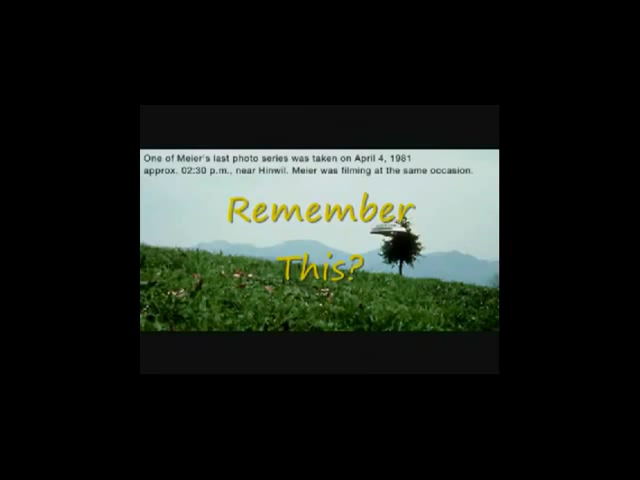 One of Meier's last photo series was taken on April 4, 1981
approx. 02:30 p.m., near Hinwil. Meier was filming at the same occasion.
Remember
This?